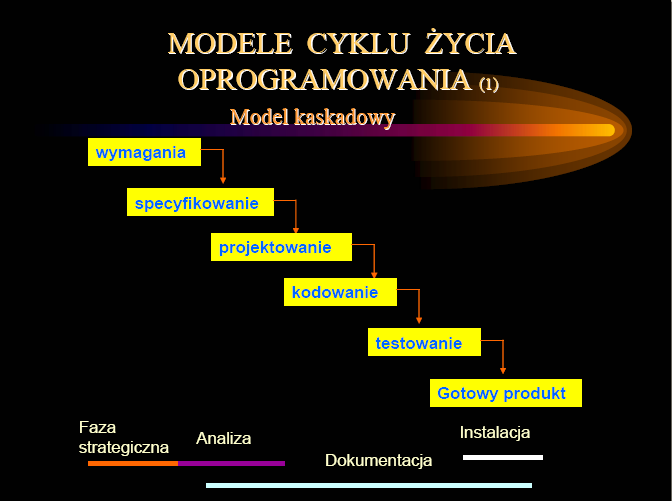 MODELE CYKLU ŻYCIA
OPROGRAMOWANIA (1)
Model kaskadowy
wymagania
specyfikowanie
projektowanie
kodowanie
testowanie
Gotowy produkt
Faza
strategiczna
Analiza
Instalacja
Dokumentacja